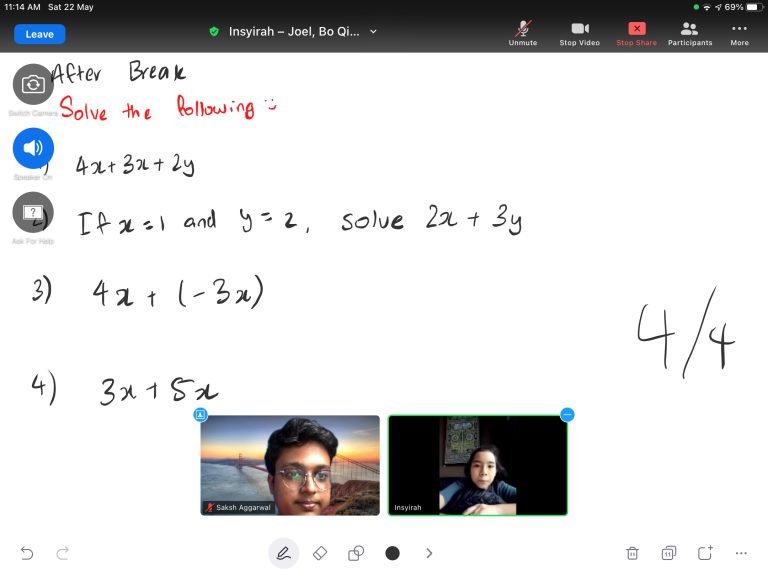 11:14 AM Sat 22 May
69%
Leave
Insyirah – Joel, Bo Qi...
Unmute
Stop Video
Stop Share
Participants
More
After Break
Switch Camera
Solve the following
Speaker On
4x+3x+2y
Ask For Help
If x=1 and y=2, solve 2x + 3y
3) 4x + (-3x)
4/4
4) 3x+5x
Saksh Aggarwal
Insyirah
11